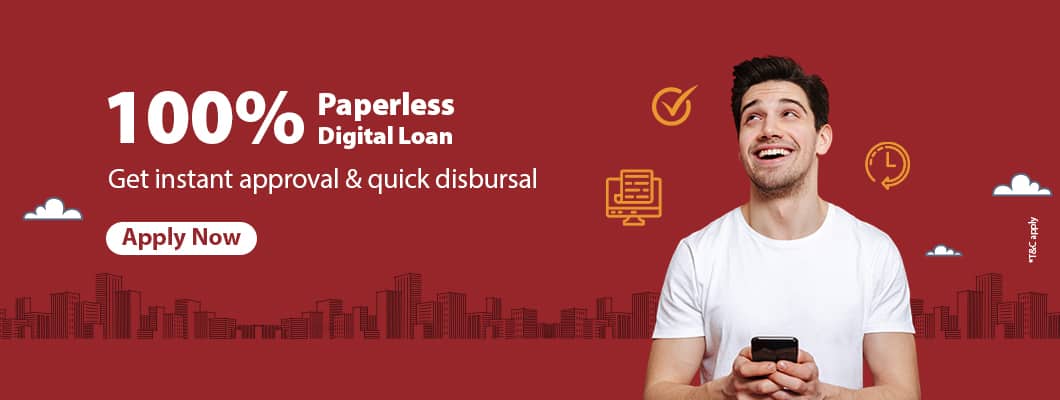 100% Paperless
Digital Loan
Get instant approval & quick disbursal
Apply Now
*T&C apply